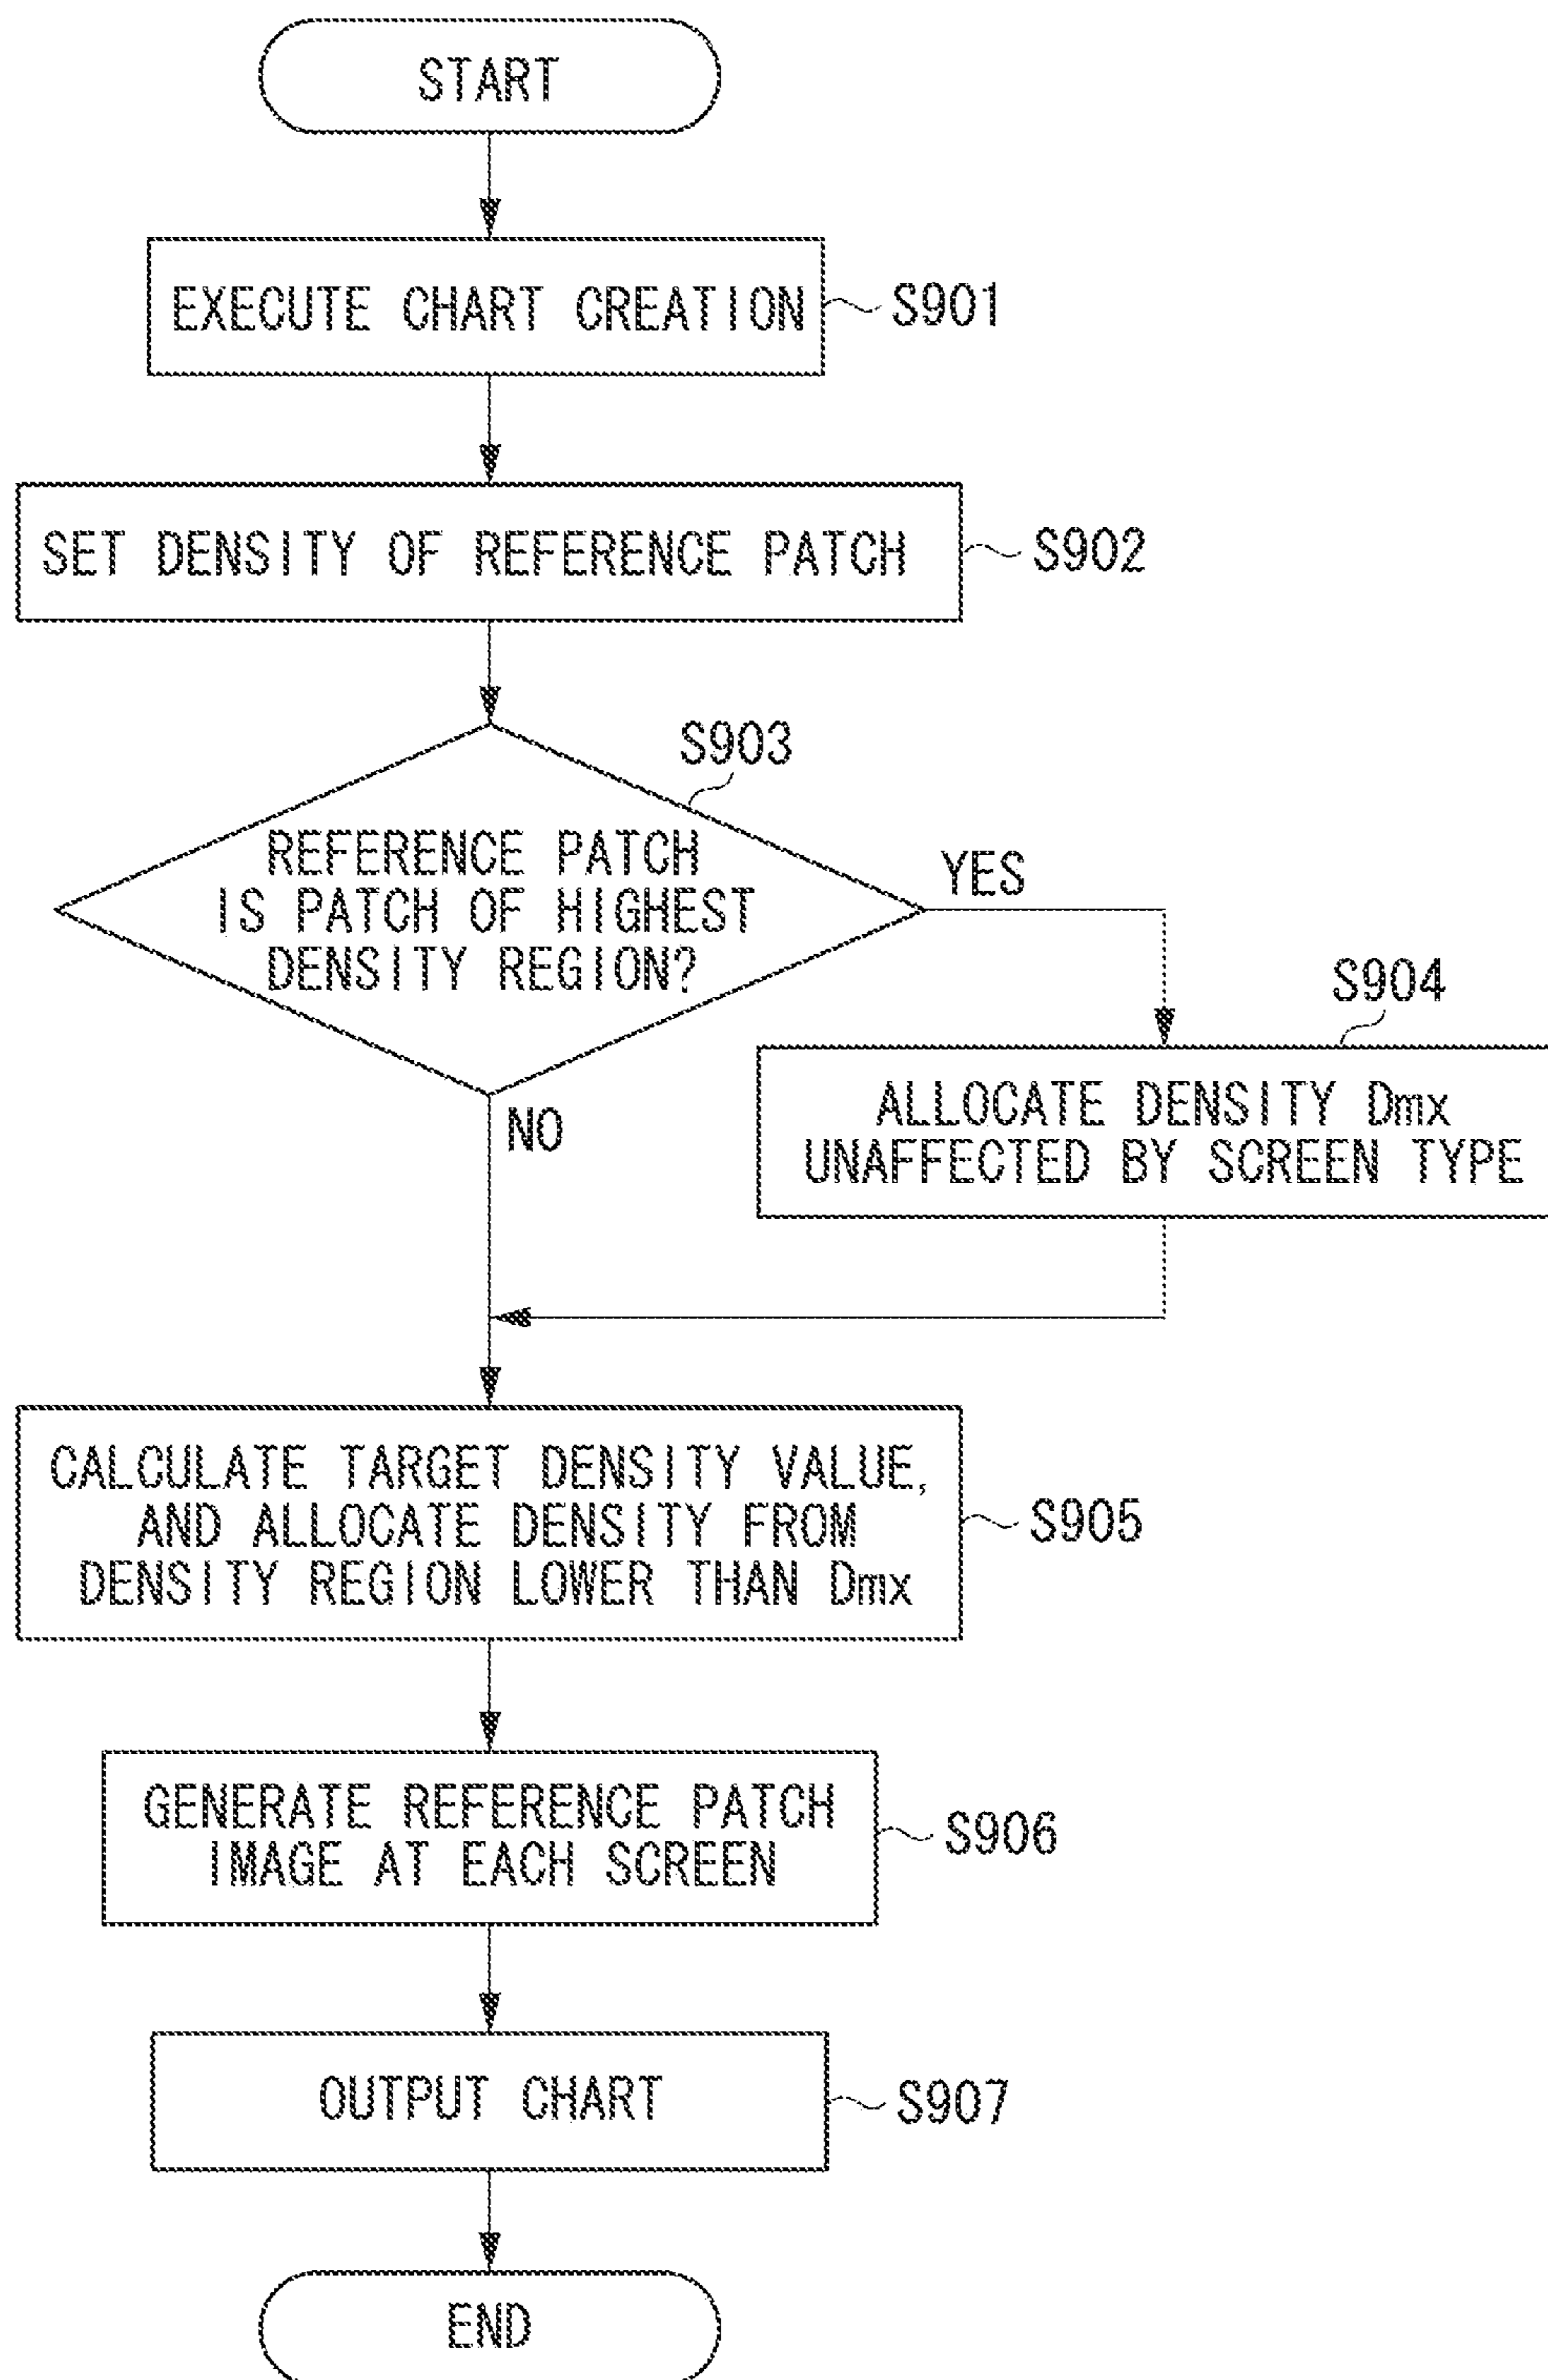 START
EXECUTE CHART CREATION
S901
SET DENSITY OF REFERENCE PATCH
S902
S903
REFERENCE PATCH
IS PATCH OF HIGHEST
DENSITY REGION?
YES
NO
S904
ALLOCATE DENSITY Dmx
UNAFFECTED BY SCREEN TYPE
CALCULATE TARGET DENSITY VALUE,
AND ALLOCATE DENSITY FROM
DENSITY REGION LOWER THAN Dmx
S905
GENERATE REFERENCE PATCH
IMAGE AT EACH SCREEN
S906
OUTPUT CHART
S907
END